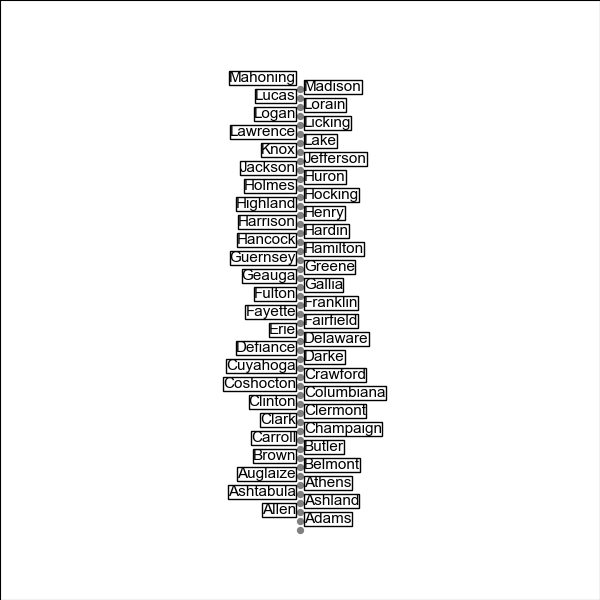 Mahoning
Madison
Lucas
Lorain
Logan
Licking
Lawrence
Lake
Knox
Jefferson
Jackson
Huron
Holmes
Hocking
Highland
Henry
Harrison
Hardin
Hancock
Hamilton
Guernsey
Greene
Geauga
Gallia
Fulton
Franklin
Fayette
Fairfield
Erie
Delaware
Defiance
Darke
Cuyahoga
Crawford
Coshocton
Columbiana
Clinton
Clermont
Clark
Champaign
Carroll
Butler
Brown
Belmont
Auglaize
Athens
Ashtabula
Ashland
Allen
Adams